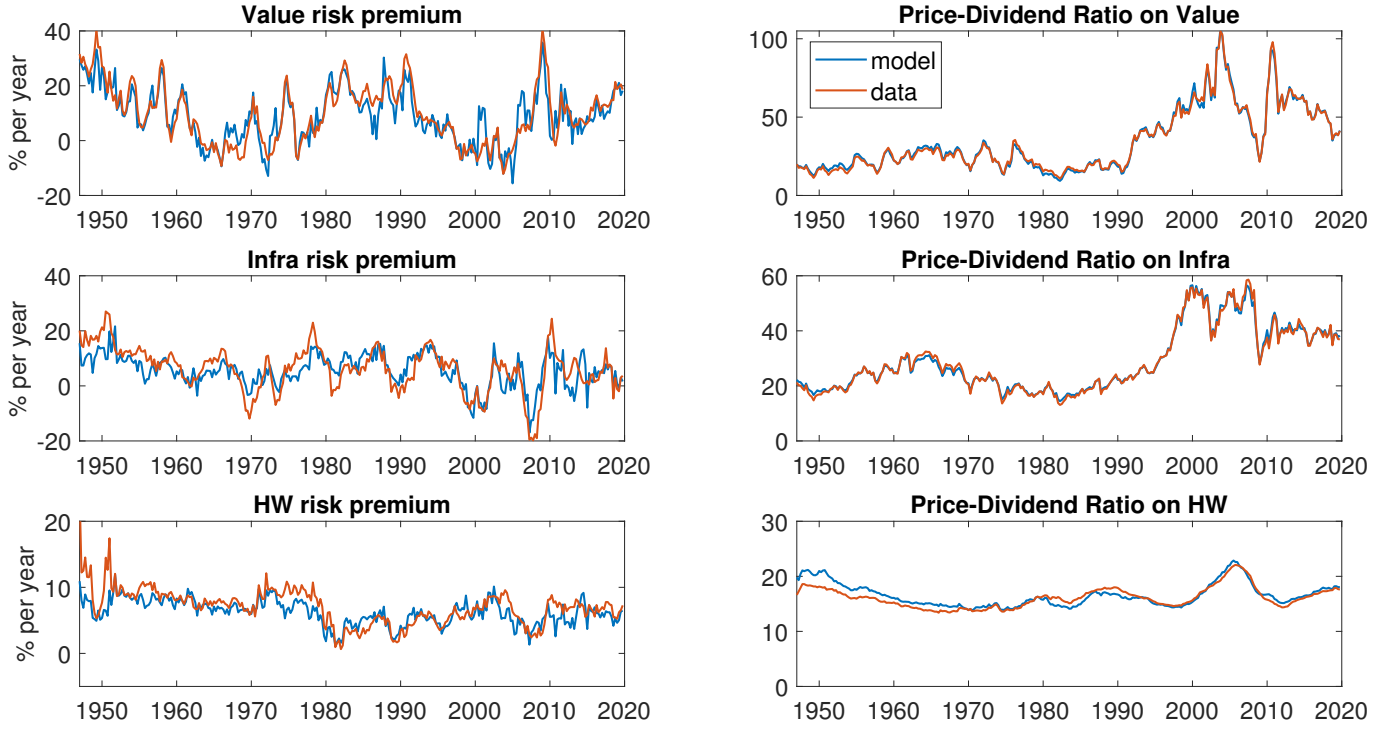 Value risk premium
% per year
40
20
0
-20
1950 1960 1970 1980 1990 2000 2010 2020
Price-Dividend Ratio on Value
100
50
0
model
data
1950 1960 1970 1980 1990 2000 2010 2020
Infra risk premium
% per year
40
20
0
-20
1950 1960 1970 1980 1990 2000 2010 2020
Price-Dividend Ratio on Infra
60
40
20
0
1950 1960 1970 1980 1990 2000 2010 2020
HW risk premium
% per year
20
10
0
1950 1960 1970 1980 1990 2000 2010 2020
Price-Dividend Ratio on HW
30
20
10
0
1950 1960 1970 1980 1990 2000 2010 2020